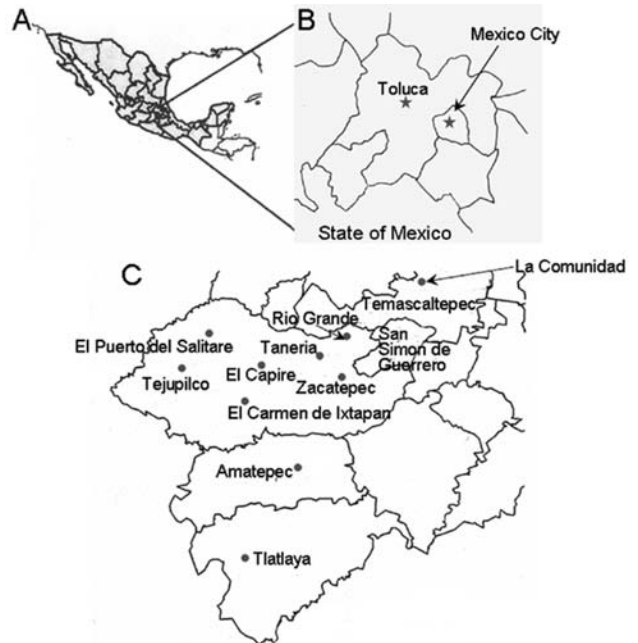 A
B
Mexico City
Toluca
State of Mexico
C
La Comunidad
Temascaltepec
Rio Grande
San
Simon de
Guerrero
El Puerto del Salitare
Taneria
Tejupilco
El Capire
Zacatepec
El Carmen de Ixtapan
Amatepec
Tlatlaya